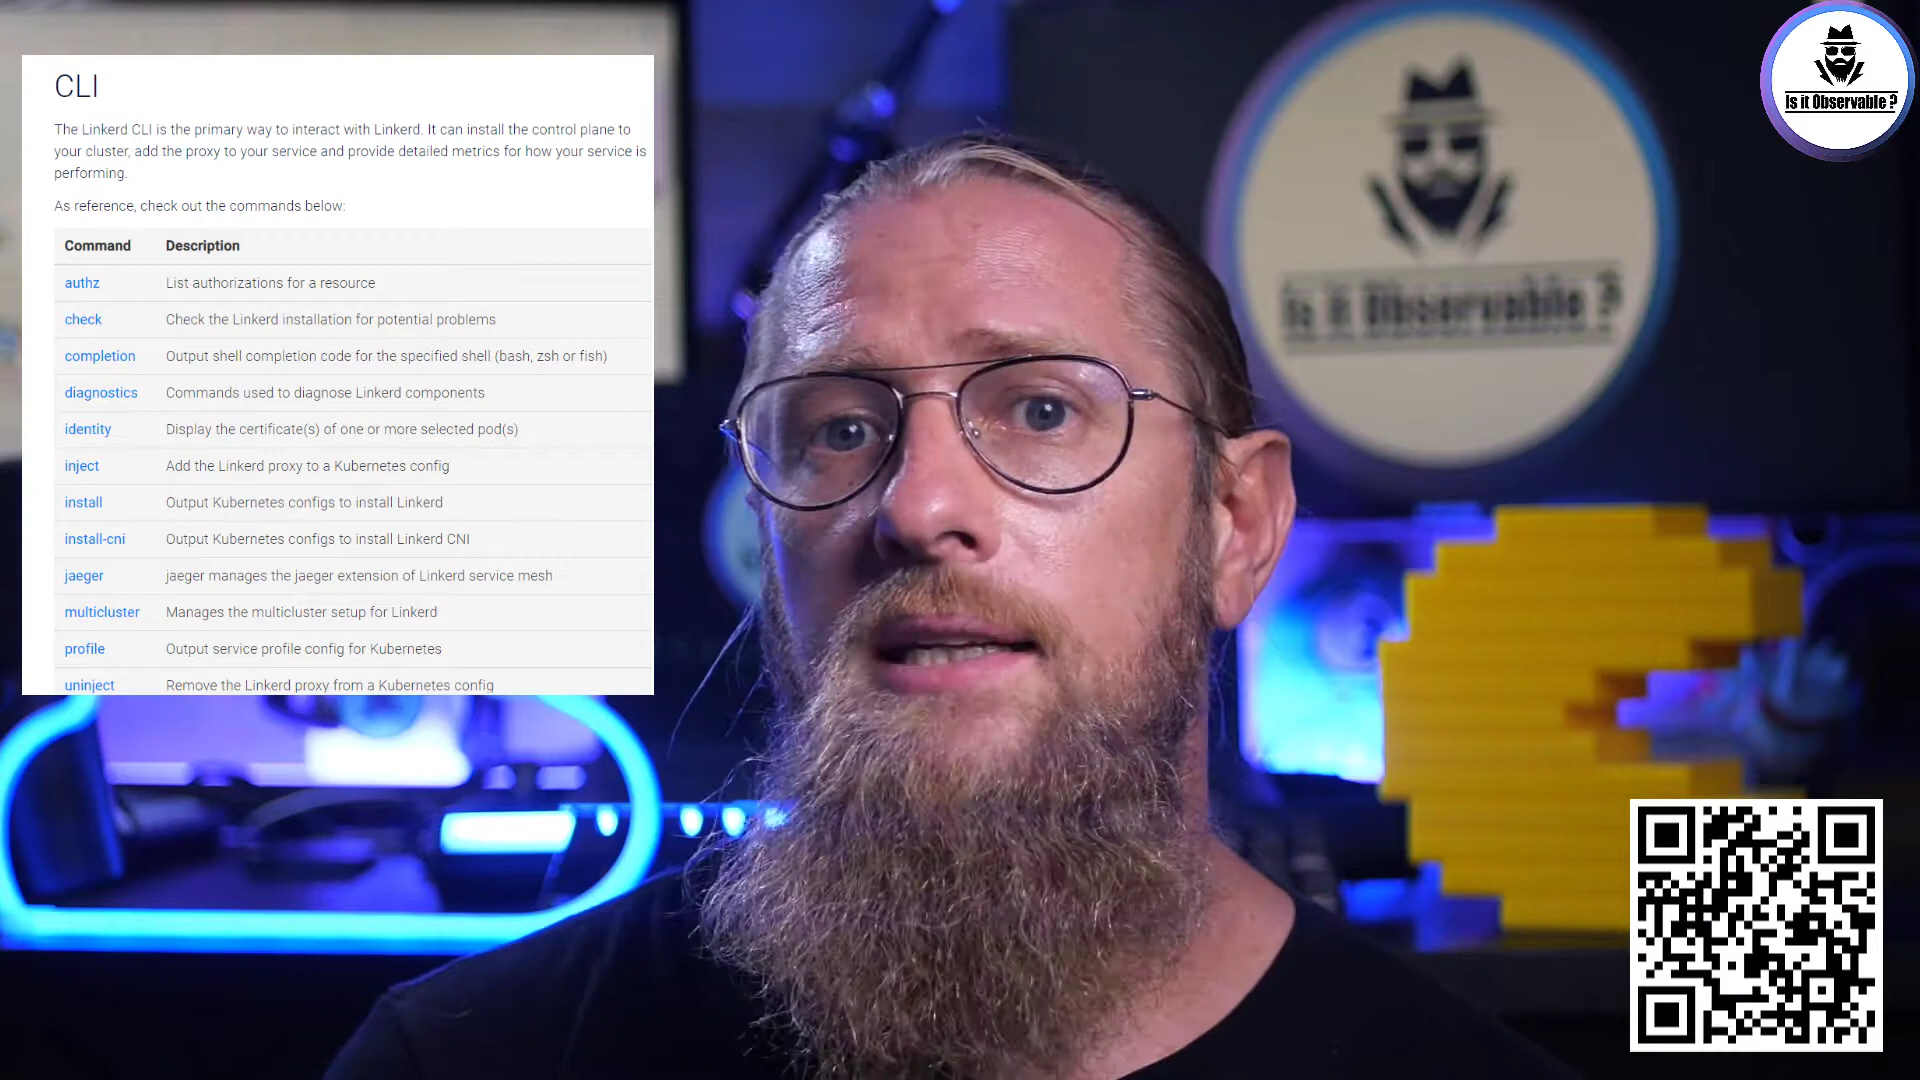 CLI
The Linkerd CLI is the primary way to interact with Linkerd. It can install the control plane to
your cluster, add the proxy to your service and provide detailed metrics for how your service is
performing.
As reference, check out the commands below:
Command Description
authz List authorizations for a resource
check Check the Linkerd installation for potential problems
completion Output shell completion code for the specified shell (bash, zsh or fish)
diagnostics Commands used to diagnose Linkerd components
identity Display the certificate(s) of one or more selected pod(s)
inject Add the Linkerd proxy to a Kubernetes config
install Output Kubernetes configs to install Linkerd
install-cni Output Kubernetes configs to install Linkerd CNI
jaeger jaeger manages the jaeger extension of Linkerd service mesh
multicluster Manages the multicluster setup for Linkerd
profile Output service profile config for Kubernetes
uninject Remove the Linkerd proxy from a Kubernetes config
Is it Observable ?
Is it Observable ?